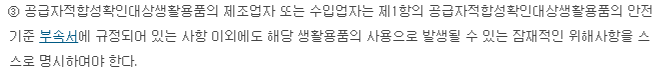 ③ 공급자적합성확인대상생활용품의 제조업자 또는 수입업자는 제1항의 공급자적합성확인대상생활용품의 안전
기준 부속서에 규정되어 있는 사항 이외에도 해당 생활용품의 사용으로 발생될 수 있는 잠재적인 위해사항을 스
스로 명시하여야 한다.